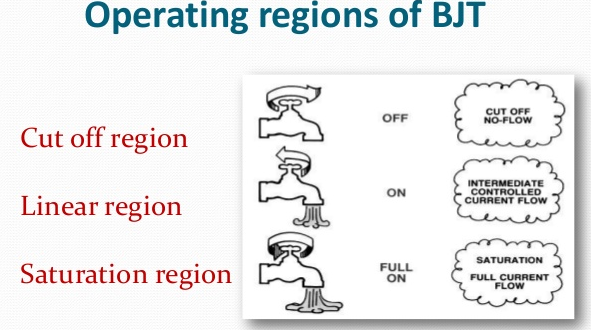 Operating regions of BJT
Cut off region
Linear region
Saturation region
OFF
CUT OFF
NO-FLOW
ON
INTERMEDIATE
CONTROLLED
CURRENT FLOW
FULL
ON
SATURATION
FULL CURRENT
FLOW